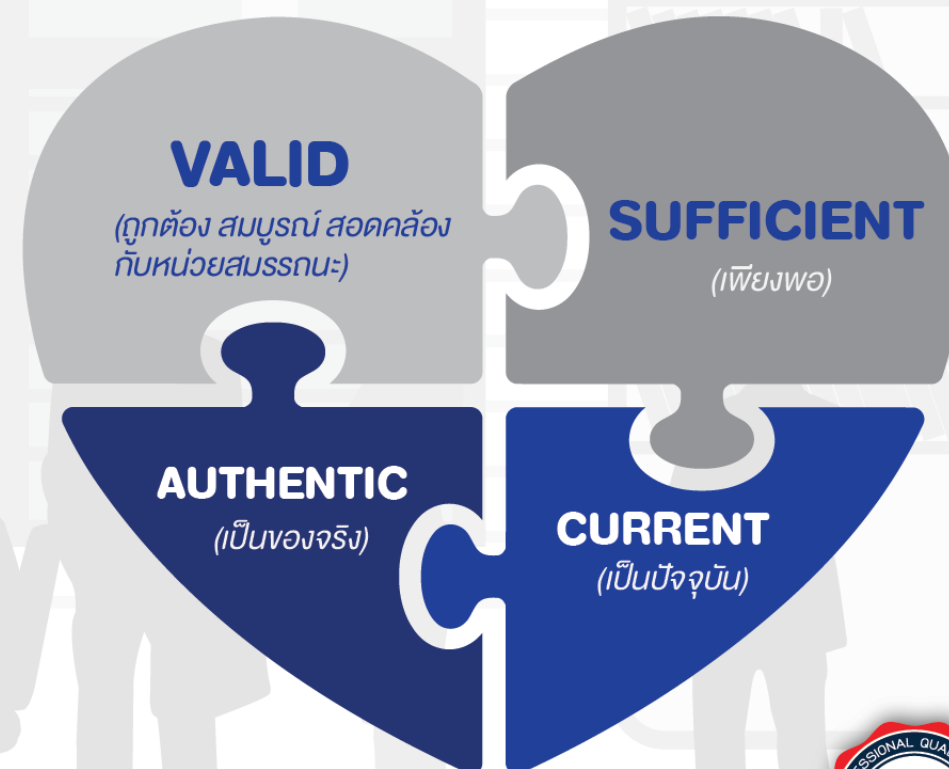 VALID
(ถูกต้อง สมบูรณ์ สอดคล้อง
กับหน่วยสมรรถนะ)
SUFFICIENT
(เพียงพอ)
AUTHENTIC
(เป็นของจริง)
CURRENT
(เป็นปัจจุบัน)